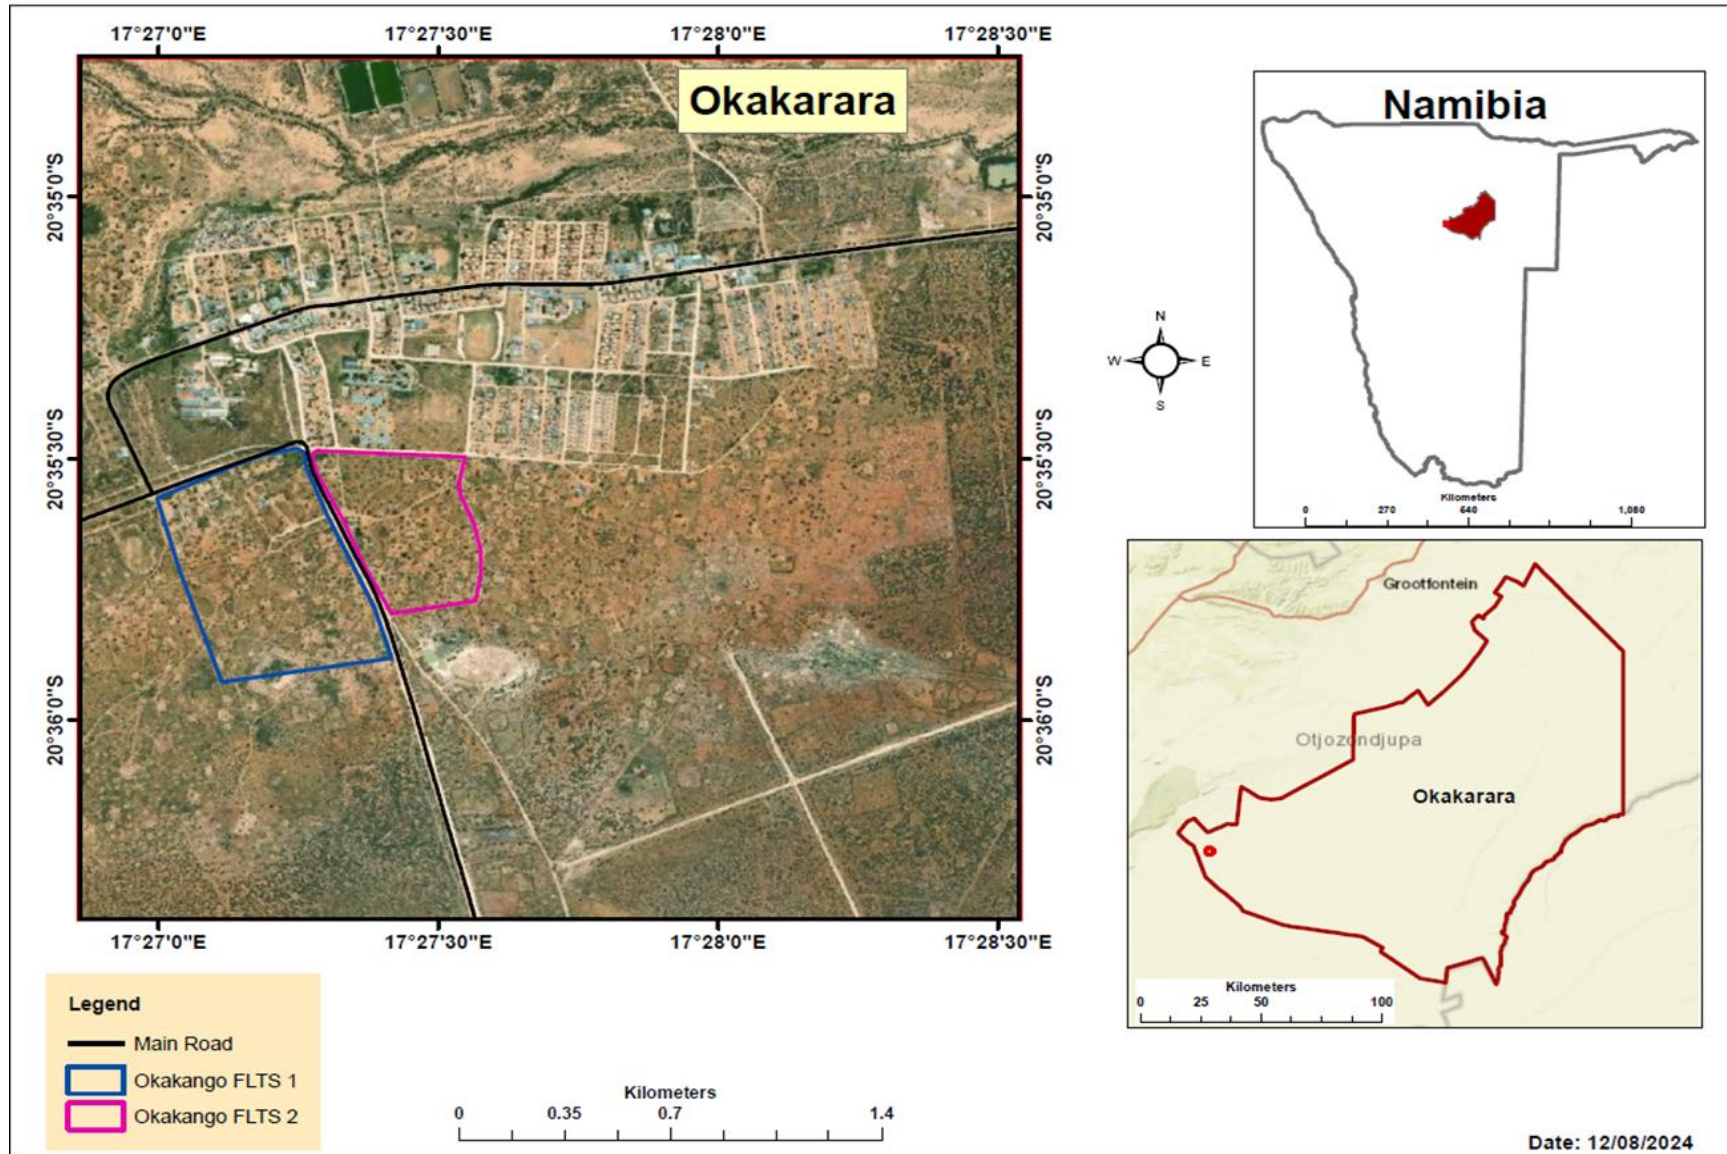 17°27'0"E 17°27'30"E 17°28'0"E 17°28'30"E
Okakarara
20°35'0"S
20°35'30"S
20°36'0"S
20°35'0"S
20°35'30"S
20°36'0"S
17°27'0"E 17°27'30"E 17°28'0"E 17°28'30"E
N
W E
S
Namibia
Kilometers
0 270 640 1,080
Grootfontein
Otjozondjupa
Okakarara
Kilometers
0 25 50 100
Legend
Main Road
Okakango FLTS 1
Okakango FLTS 2
Kilometers
0 0.35 0.7 1.4
Date: 12/08/2024